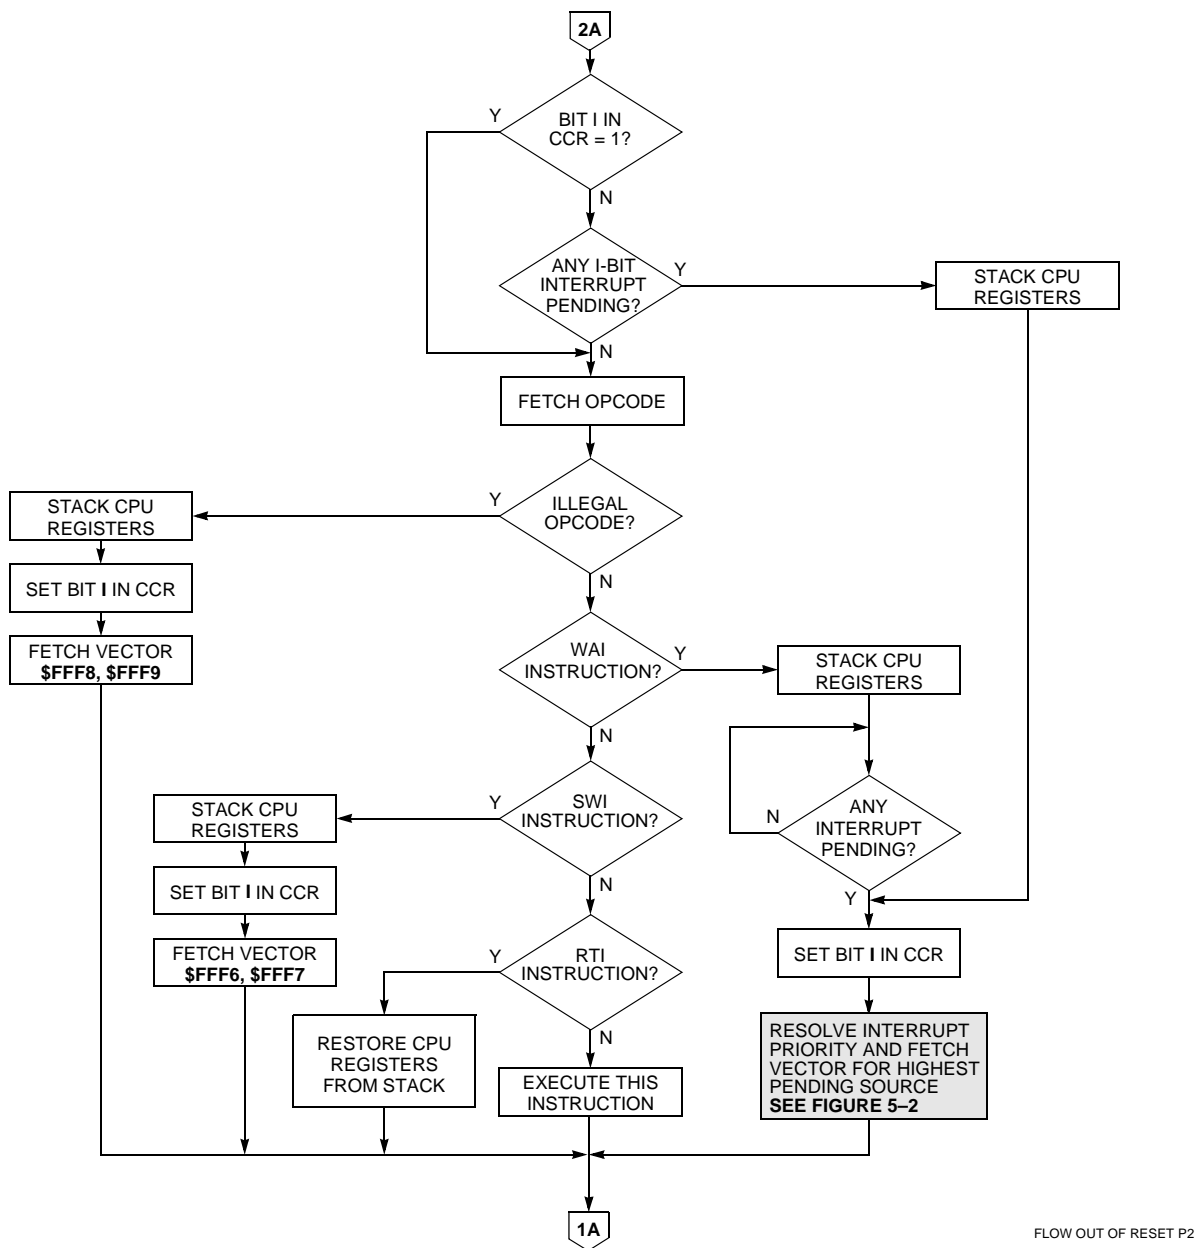 2A
Y
BIT I IN
CCR = 1?
N
ANY I-BIT
INTERRUPT
PENDING?
Y
STACK CPU
REGISTERS
N
FETCH OPCODE
Y
ILLEGAL
OPCODE?
STACK CPU
REGISTERS
N
SET BIT I IN CCR
FETCH VECTOR
$FFF8, $FFF9
WAI
INSTRUCTION?
Y
STACK CPU
REGISTERS
N
STACK CPU
REGISTERS
Y
SWI
INSTRUCTION?
N
ANY
INTERRUPT
PENDING?
SET BIT I IN CCR
N
Y
FETCH VECTOR
$FFF6, $FFF7
Y
RTI
INSTRUCTION?
SET BIT I IN CCR
N
RESTORE CPU
REGISTERS
FROM STACK
EXECUTE THIS
INSTRUCTION
RESOLVE INTERRUPT
PRIORITY AND FETCH
VECTOR FOR HIGHEST
PENDING SOURCE
SEE FIGURE 5–2
1A
FLOW OUT OF RESET P2